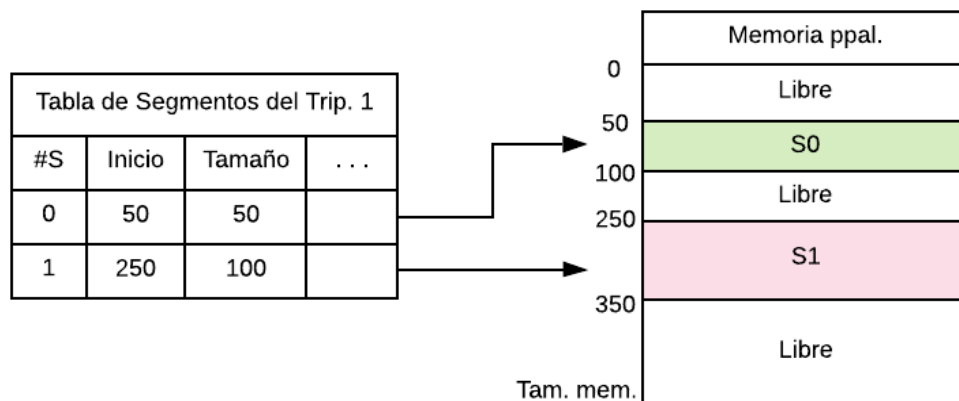 Tabla de Segmentos del Trip. 1
#S Inicio Tamaño . . .
0 50 50
1 250 100
Memoria ppal.
0
Libre
50
S0
100
Libre
250
S1
350
Libre
Tam. mem.